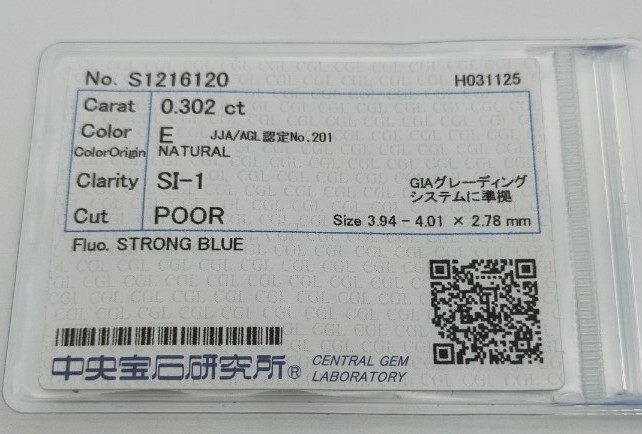 No. S1216120 H031125
Carat 0.302 ct
Color E JJA/AGL認定No.201
ColorOrigin NATURAL
Clarity SI-1 GIAグレーディング
システムに準拠
Cut POOR Size 3.94 - 4.01 × 2.78 mm
Fluo. STRONG BLUE
中央宝石研究所® CENTRAL GEM
LABORATORY